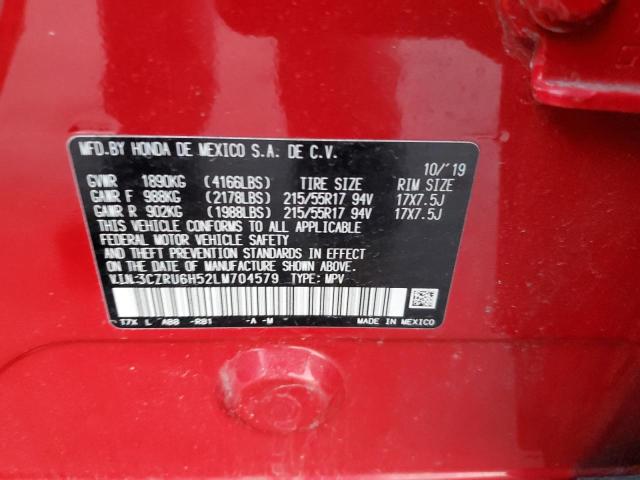 MFD.BY HONDA DE MEXICO S.A. DE C.V.
10/'19
GVWR 1890KG (4166LBS) TIRE SIZE RIM SIZE
GAWR F 988KG (2178LBS) 215/55R17 94V 17X7.5J
GAWR R 902KG (1988LBS) 215/55R17 94V 17X7.5J
THIS VEHICLE CONFORMS TO ALL APPLICABLE
FEDERAL MOTOR VEHICLE SAFETY
AND THEFT PREVENTION STANDARDS IN EFFECT
ON THE DATE OF MANUFACTURE SHOWN ABOVE.
V.I.N:3CZRU6H52LM704579 TYPE: MPV
T7X L ABB -R81 -A -M- MADE IN MEXICO